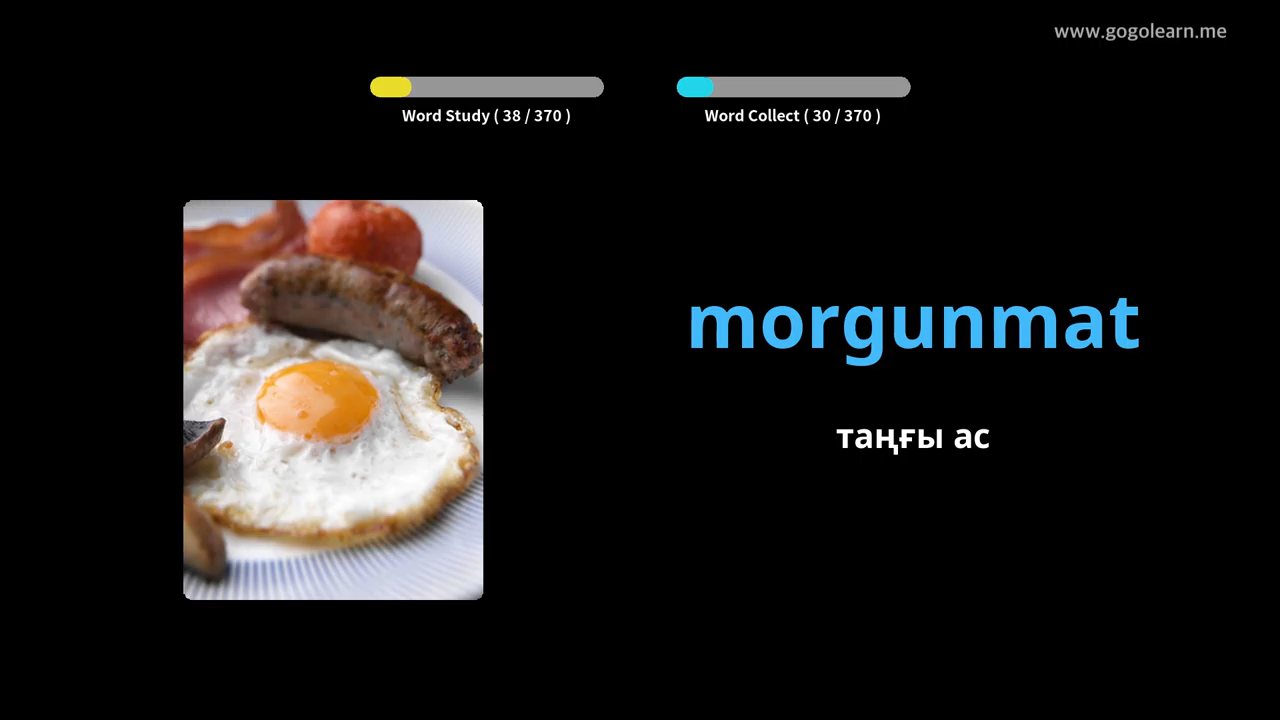 www.gogolearn.me
Word Study ( 38 / 370 )
Word Collect ( 30 / 370 )
morgunmat
таңғы ас